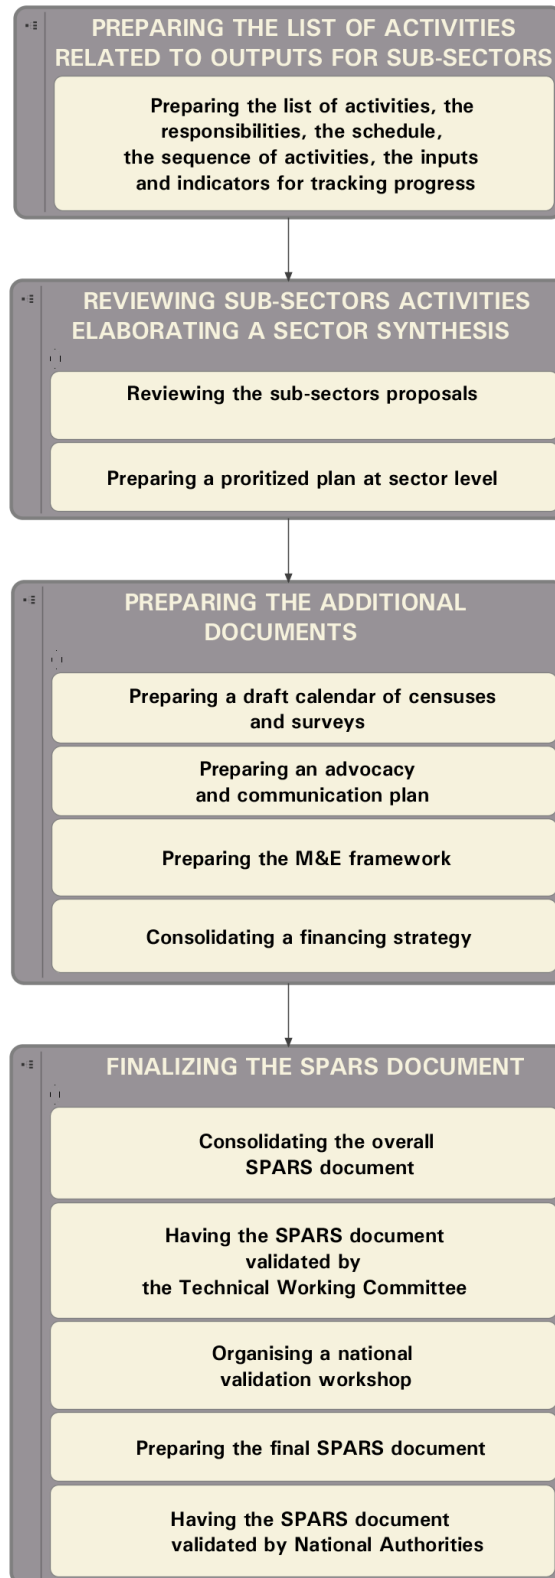 PREPARING THE LIST OF ACTIVITIES
RELATED TO OUTPUTS FOR SUB-SECTORS
Preparing the list of activities, the
responsibilities, the schedule,
the sequence of activities, the inputs
and indicators for tracking progress
REVIEWING SUB-SECTORS ACTIVITIES
ELABORATING A SECTOR SYNTHESIS
Reviewing the sub-sectors proposals
Preparing a proritized plan at sector level
PREPARING THE ADDITIONAL
DOCUMENTS
Preparing a draft calendar of censuses
and surveys
Preparing an advocacy
and communication plan
Preparing the M&E framework
Consolidating a financing strategy
FINALIZING THE SPARS DOCUMENT
Consolidating the overall
SPARS document
Having the SPARS document
validated by
the Technical Working Committee
Organising a national
validation workshop
Preparing the final SPARS document
Having the SPARS document
validated by National Authorities